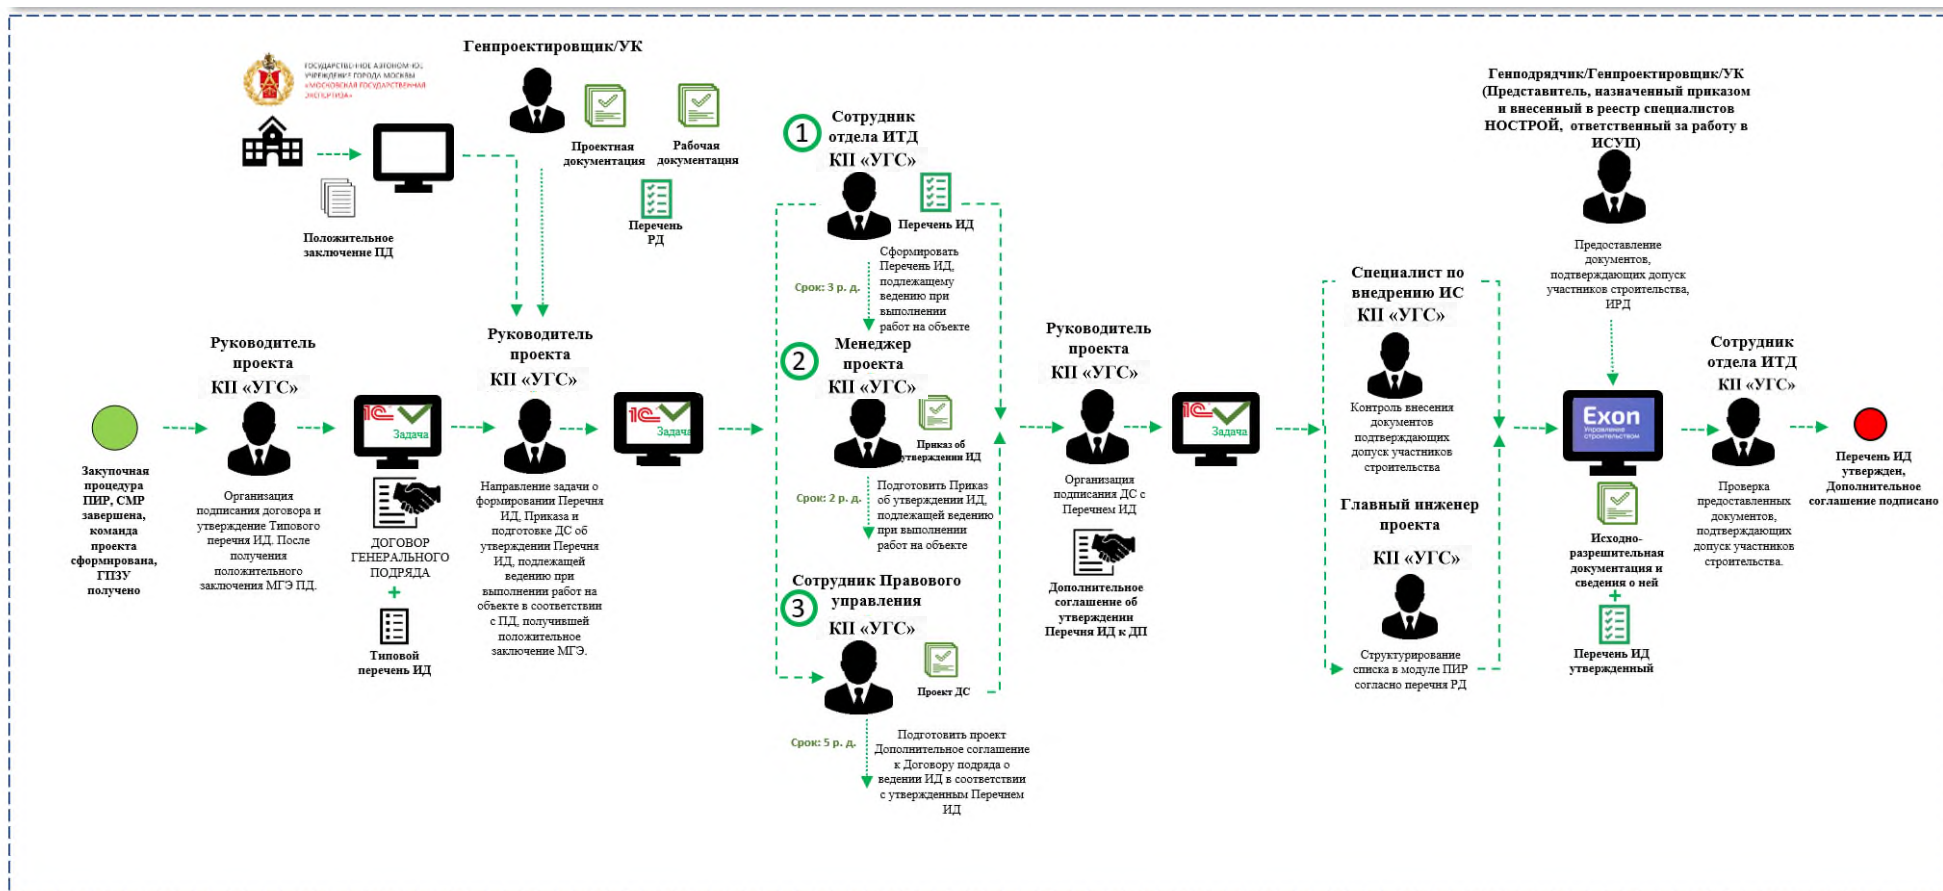 Генпроектировщик/УК
ГОСУДАРСТВЕННОЕ АВТОНОМНОЕ
УЧРЕЖДЕНИЕ ГОРОДА МОСКВЫ
«МОСКОВСКАЯ ГОСУДАРСТВЕННАЯ
ЭКСПЕРТИЗА»
Положительное
заключение ПД
Проектная
документация
Рабочая
документация
Перечень
РД
Закупочная
процедура
ПИР, СМР
завершена,
команда
проекта
сформирована,
ГПЗУ
получено
Руководитель
проекта
КП «УГС»
Организация
подписания договора и
утверждение Типового
перечня ИД. После
получения
положительного
заключения МГЭ ПД.
1С
Задача
ДОГОВОР
ГЕНЕРАЛЬНОГО
ПОДРЯДА
+
Типовой
перечень ИД
Руководитель
проекта
КП «УГС»
Направление задачи о
формировании Перечня
ИД, Приказа и
подготовке ДС об
утверждении Перечня
ИД, подлежащей
ведению при
выполнении работ на
объекте в соответствии
с ПД, получившей
положительное
заключение МГЭ.
1С
Задача
1
Сотрудник
отдела ИТД
КП «УГС»
Перечень ИД
Срок: 3 р. д.
Сформировать
Перечень ИД,
подлежащему
ведению при
выполнении
работ на объекте
2
Менеджер
проекта
КП «УГС»
Приказ об
утверждении ИД
Срок: 2 р. д.
Подготовить Приказ
об утверждении ИД,
подлежащей ведению
при выполнении
работ на объекте
Сотрудник Правового
управления
3
КП «УГС»
Проект ДС
Срок: 5 р. д.
Подготовить проект
Дополнительное соглашение
к Договору подряда о
ведении ИД в соответствии
с утвержденным Перечнем
ИД
Руководитель
проекта
КП «УГС»
Организация
подписания ДС с
Перечнем ИД
Дополнительное
соглашение об
утверждении
Перечня ИД к ДП
1С
Задача
Специалист по
внедрению ИС
КП «УГС»
Контроль внесения
документов
подтверждающих
допуск участников
строительства
Главный инженер
проекта
КП «УГС»
Структурирование
списка в модуле ПИР
согласно перечня РД
Генподрядчик/Генпроектировщик/УК
(Представитель, назначенный приказом
и внесенный в реестр специалистов
НОСТРОЙ, ответственный за работу в
ИСУП)
Предоставление
документов,
подтверждающих допуск
участников строительства,
ИРД
Exon
Управление
строительством
Исходно-
разрешительная
документация и
сведения о ней
+
Перечень ИД
утвержденный
Сотрудник
отдела ИТД
КП «УГС»
Проверка
предоставленных
документов,
подтверждающих
допуск участников
строительства.
Перечень ИД
утвержден,
Дополнительное
соглашение подписано